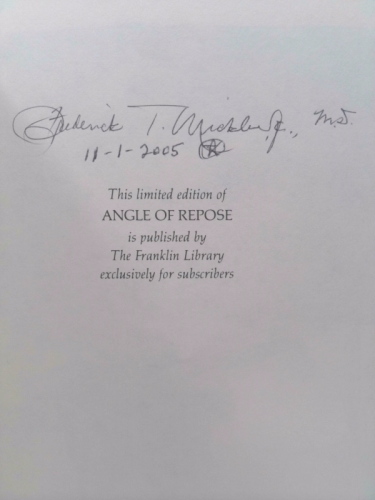 Frederick T. Jr., M.D.
11-1-2005
This limited edition of
ANGLE OF REPOSE
is published by
The Franklin Library
exclusively for subscribers